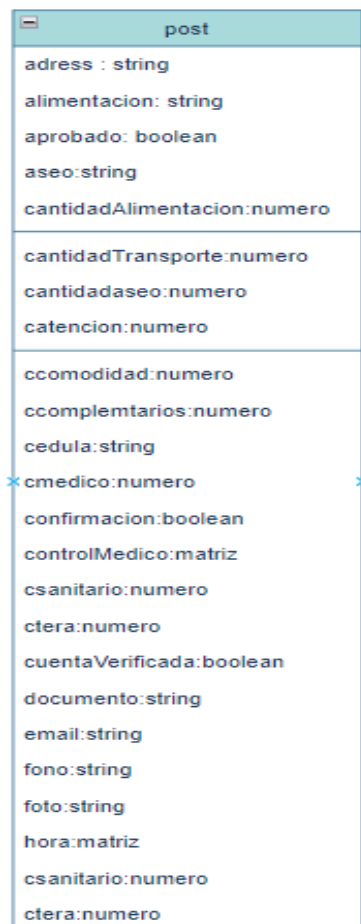 post
adress : string
alimentacion: string
aprobado: boolean
aseo:string
cantidadAlimentacion:numero
cantidadTransporte:numero
cantidadaseo:numero
catencion:numero
ccomodidad:numero
ccomplemtarios:numero
cedula:string
cmedico:numero
confirmacion:boolean
controlMedico:matriz
csanitario:numero
ctera:numero
cuentaVerificada:boolean
documento:string
email:string
fono:string
foto:string
hora:matriz
csanitario:numero
ctera:numero